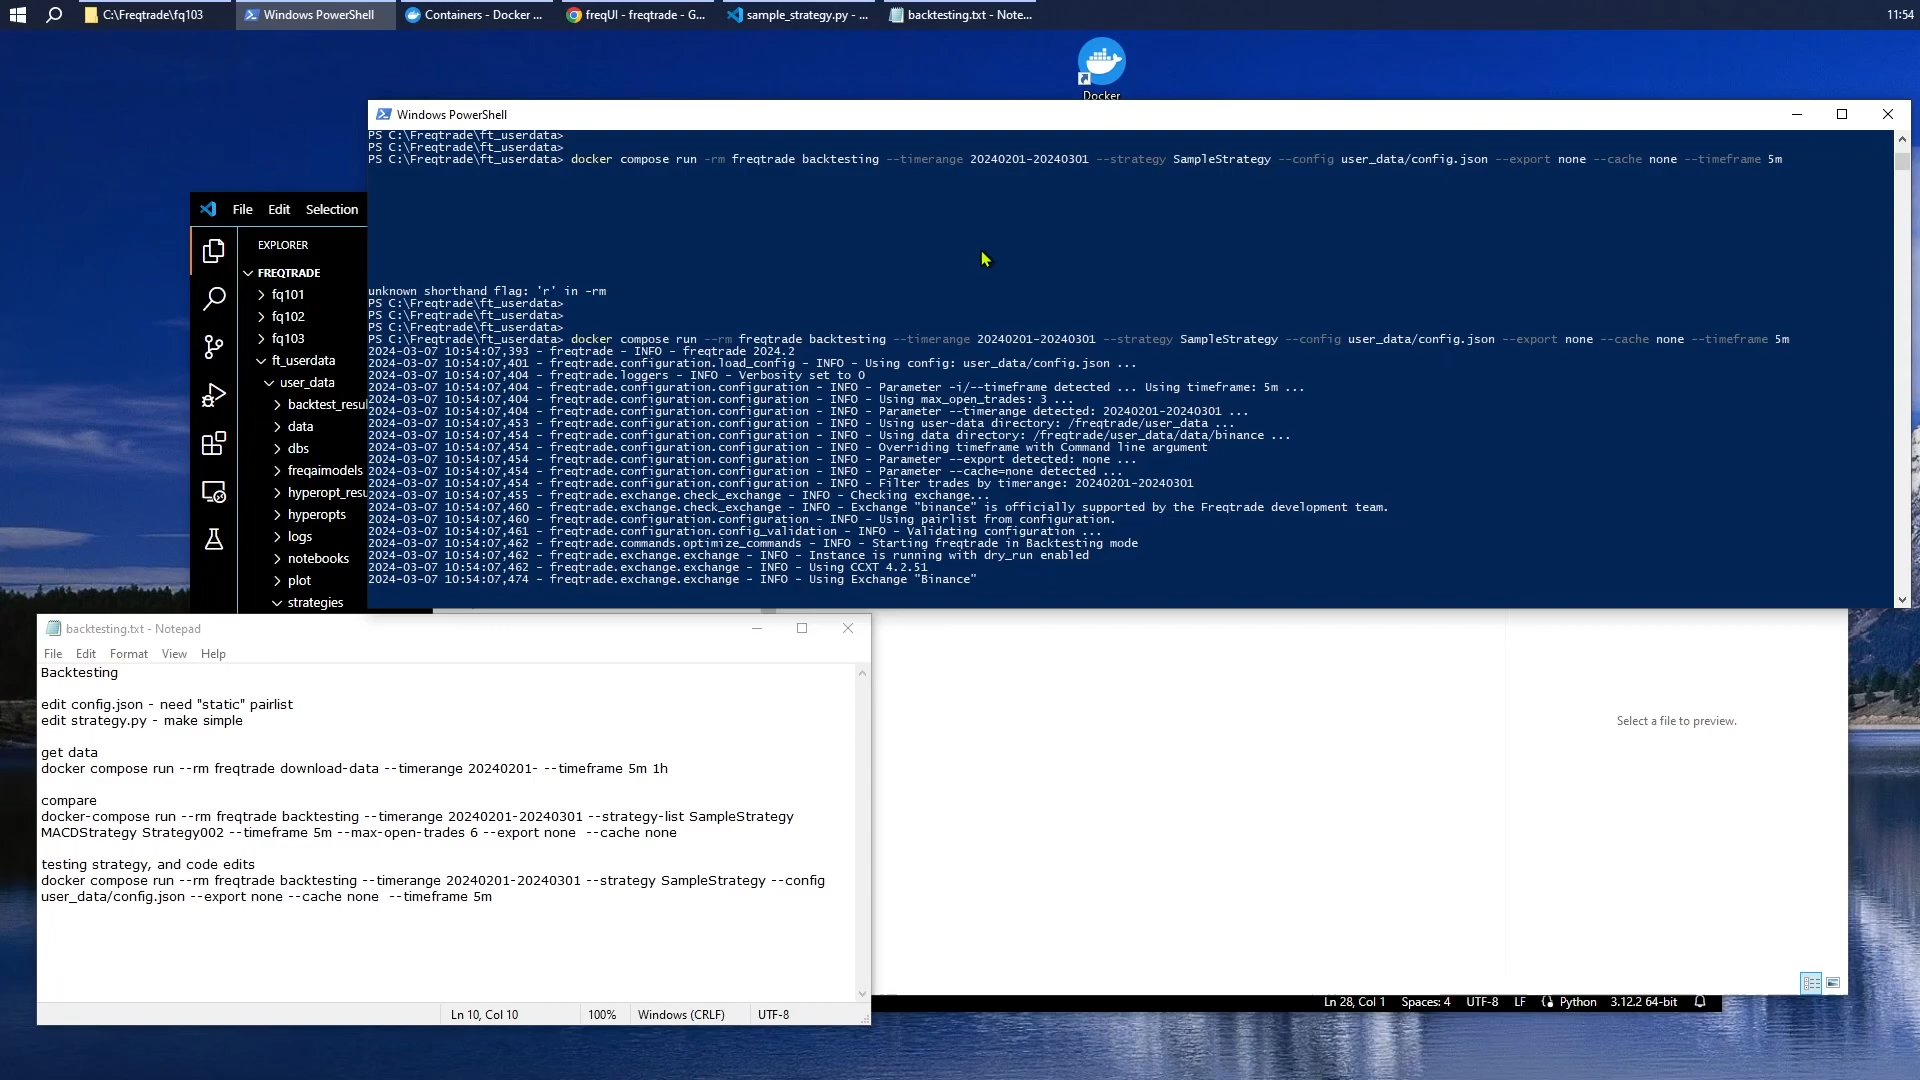 C:\Freqtrade\fq103
Windows PowerShell
Containers - Docker ...
freqUI - freqtrade - G...
sample_strategy.py - ...
backtesting.txt - Note...
11:54
Docker
Windows PowerShell
PS C:\Freqtrade\ft_userdata>
PS C:\Freqtrade\ft_userdata>
PS C:\Freqtrade\ft_userdata> docker compose run -rm freqtrade backtesting --timerange 20240201-20240301 --strategy SampleStrategy --config user_data/config.json --export none --cache none --timeframe 5m
unknown shorthand flag: 'r' in -rm
PS C:\Freqtrade\ft_userdata>
PS C:\Freqtrade\ft_userdata>
PS C:\Freqtrade\ft_userdata>
PS C:\Freqtrade\ft_userdata> docker compose run --rm freqtrade backtesting --timerange 20240201-20240301 --strategy SampleStrategy --config user_data/config.json --export none --cache none --timeframe 5m
2024-03-07 10:54:07,393 - freqtrade - INFO - freqtrade 2024.2
2024-03-07 10:54:07,401 - freqtrade.configuration.load_config - INFO - Using config: user_data/config.json ...
2024-03-07 10:54:07,404 - freqtrade.loggers - INFO - Verbosity set to 0
2024-03-07 10:54:07,404 - freqtrade.configuration.configuration - INFO - Parameter -i/--timeframe detected ... Using timeframe: 5m ...
2024-03-07 10:54:07,404 - freqtrade.configuration.configuration - INFO - Using max_open_trades: 3 ...
2024-03-07 10:54:07,404 - freqtrade.configuration.configuration - INFO - Parameter --timerange detected: 20240201-20240301 ...
2024-03-07 10:54:07,453 - freqtrade.configuration.configuration - INFO - Using user-data directory: /freqtrade/user_data ...
2024-03-07 10:54:07,454 - freqtrade.configuration.configuration - INFO - Using data directory: /freqtrade/user_data/data/binance ...
2024-03-07 10:54:07,454 - freqtrade.configuration.configuration - INFO - Overriding timeframe with Command line argument
2024-03-07 10:54:07,454 - freqtrade.configuration.configuration - INFO - Parameter --export detected: none ...
2024-03-07 10:54:07,454 - freqtrade.configuration.configuration - INFO - Parameter --cache=none detected ...
2024-03-07 10:54:07,454 - freqtrade.configuration.configuration - INFO - Filter trades by timerange: 20240201-20240301
2024-03-07 10:54:07,455 - freqtrade.exchange.check_exchange - INFO - Checking exchange...
2024-03-07 10:54:07,460 - freqtrade.exchange.check_exchange - INFO - Exchange "binance" is officially supported by the Freqtrade development team.
2024-03-07 10:54:07,460 - freqtrade.configuration.configuration - INFO - Using pairlist from configuration.
2024-03-07 10:54:07,461 - freqtrade.configuration.config_validation - INFO - Validating configuration ...
2024-03-07 10:54:07,462 - freqtrade.commands.optimize_commands - INFO - Starting freqtrade in Backtesting mode
2024-03-07 10:54:07,462 - freqtrade.exchange.exchange - INFO - Instance is running with dry_run enabled
2024-03-07 10:54:07,462 - freqtrade.exchange.exchange - INFO - Using CCXT 4.2.51
2024-03-07 10:54:07,474 - freqtrade.exchange.exchange - INFO - Using Exchange "Binance"
File Edit Selection
EXPLORER
FREQTRADE
fq101
fq102
fq103
ft_userdata
user_data
backtest_resu
data
dbs
freqaimodels
hyperopt_resu
hyperopts
logs
notebooks
plot
strategies
backtesting.txt - Notepad
File Edit Format View Help
Backtesting
edit config.json - need "static" pairlist
edit strategy.py - make simple
get data
docker compose run --rm freqtrade download-data --timerange 20240201- --timeframe 5m 1h
compare
docker-compose run --rm freqtrade backtesting --timerange 20240201-20240301 --strategy-list SampleStrategy
MACDStrategy Strategy002 --timeframe 5m --max-open-trades 6 --export none  --cache none
testing strategy, and code edits
docker compose run --rm freqtrade backtesting --timerange 20240201-20240301 --strategy SampleStrategy --config
user_data/config.json --export none --cache none  --timeframe 5m
Ln 10, Col 10 100% Windows (CRLF) UTF-8
Select a file to preview.
Ln 28, Col 1 Spaces: 4 UTF-8 LF Python 3.12.2 64-bit